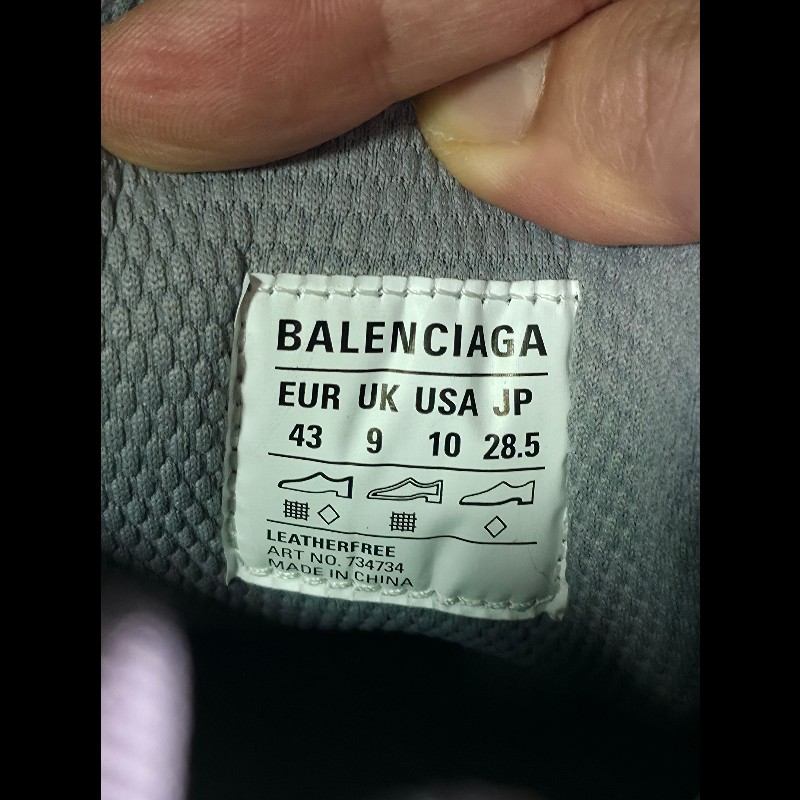 BALENCIAGA
EUR UK USA JP
43 9 10 28.5
LEATHERFREE
ART NO. 734734
MADE IN CHINA